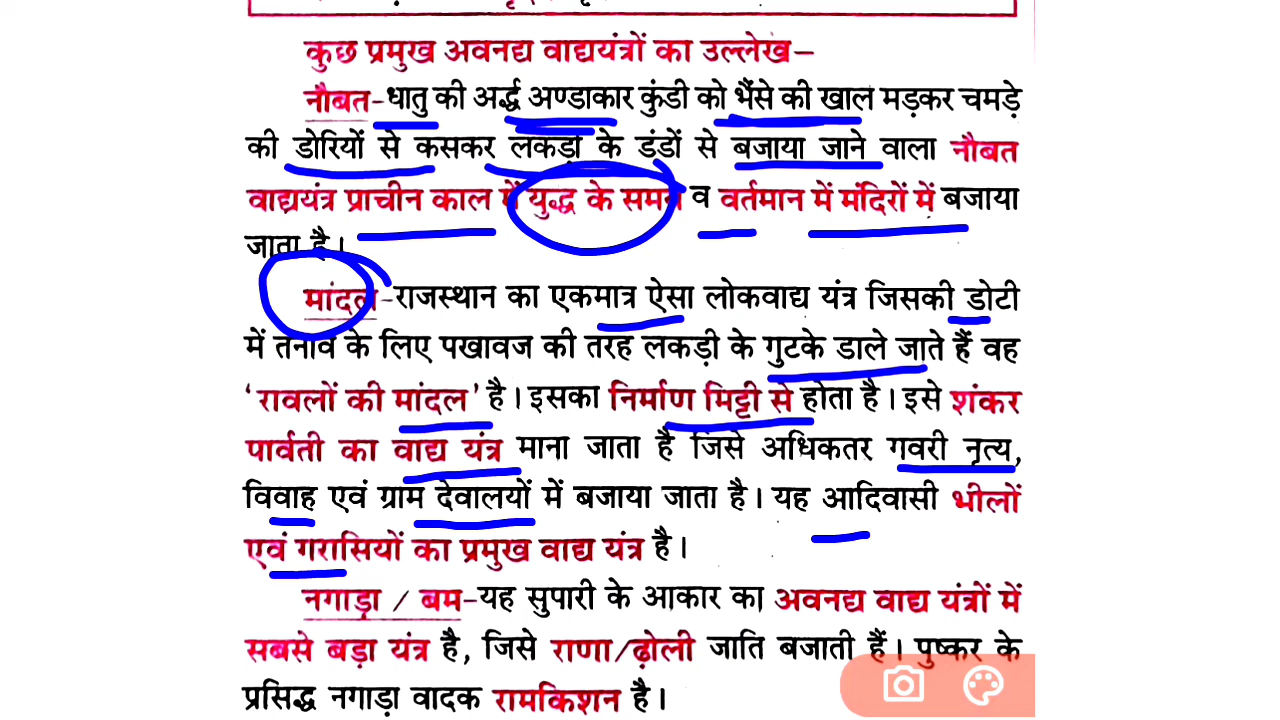 कुछ प्रमुख अवनद्य वाद्ययंत्रों का उल्लेख–
नौबत-धातु की अर्द्ध अण्डाकार कुंडी को भैंसे की खाल मड़कर चमड़े
की डोरियों से कसकर लकड़ी के डंडों से बजाया जाने वाला नौबत
वाद्ययंत्र प्राचीन काल में युद्ध के समय व वर्तमान में मंदिरों में बजाया
जाता है।
मांदल-राजस्थान का एकमात्र ऐसा लोकवाद्य यंत्र जिसकी डोटी
में तनाव के लिए पखावज की तरह लकड़ी के गुटके डाले जाते हैं वह
'रावलों की मांदल' है। इसका निर्माण मिट्टी से होता है। इसे शंकर
पार्वती का वाद्य यंत्र माना जाता है जिसे अधिकतर गवरी नृत्य,
विवाह एवं ग्राम देवालयों में बजाया जाता है। यह आदिवासी भीलों
एवं गरासियों का प्रमुख वाद्य यंत्र है।
नगाड़ा / बम-यह सुपारी के आकार का अवनद्य वाद्य यंत्रों में
सबसे बड़ा यंत्र है, जिसे राणा/ढ़ोली जाति बजाती हैं। पुष्कर के
प्रसिद्ध नगाड़ा वादक रामकिशन है।